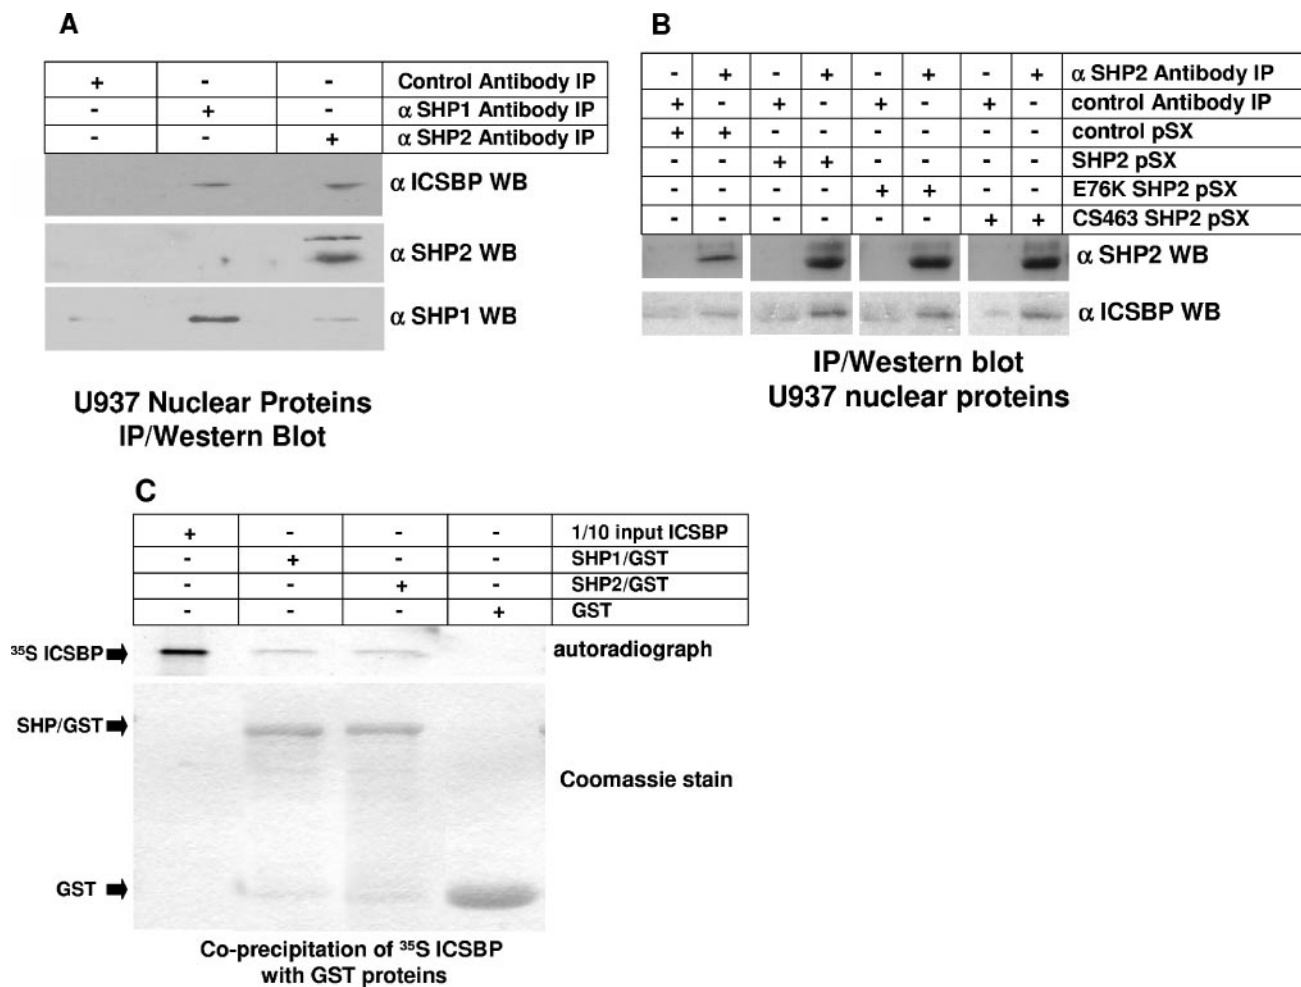 A
+ - - Control Antibody IP
- + - α SHP1 Antibody IP
- - + α SHP2 Antibody IP
α ICSBP WB
α SHP2 WB
α SHP1 WB
U937 Nuclear Proteins
IP/Western Blot
B
- + - + - + - + α SHP2 Antibody IP
+ - + - + - + - control Antibody IP
+ + - - - - - - control pSX
- - + + - - - - SHP2 pSX
- - - - + + - - E76K SHP2 pSX
- - - - - - + + CS463 SHP2 pSX
α SHP2 WB
α ICSBP WB
IP/Western blot
U937 nuclear proteins
C
+ - - - 1/10 input ICSBP
- + - - SHP1/GST
- - + - SHP2/GST
- - - + GST
³⁵S ICSBP
autoradiograph
SHP/GST
Coomassie stain
GST
Co-precipitation of ³⁵S ICSBP
with GST proteins